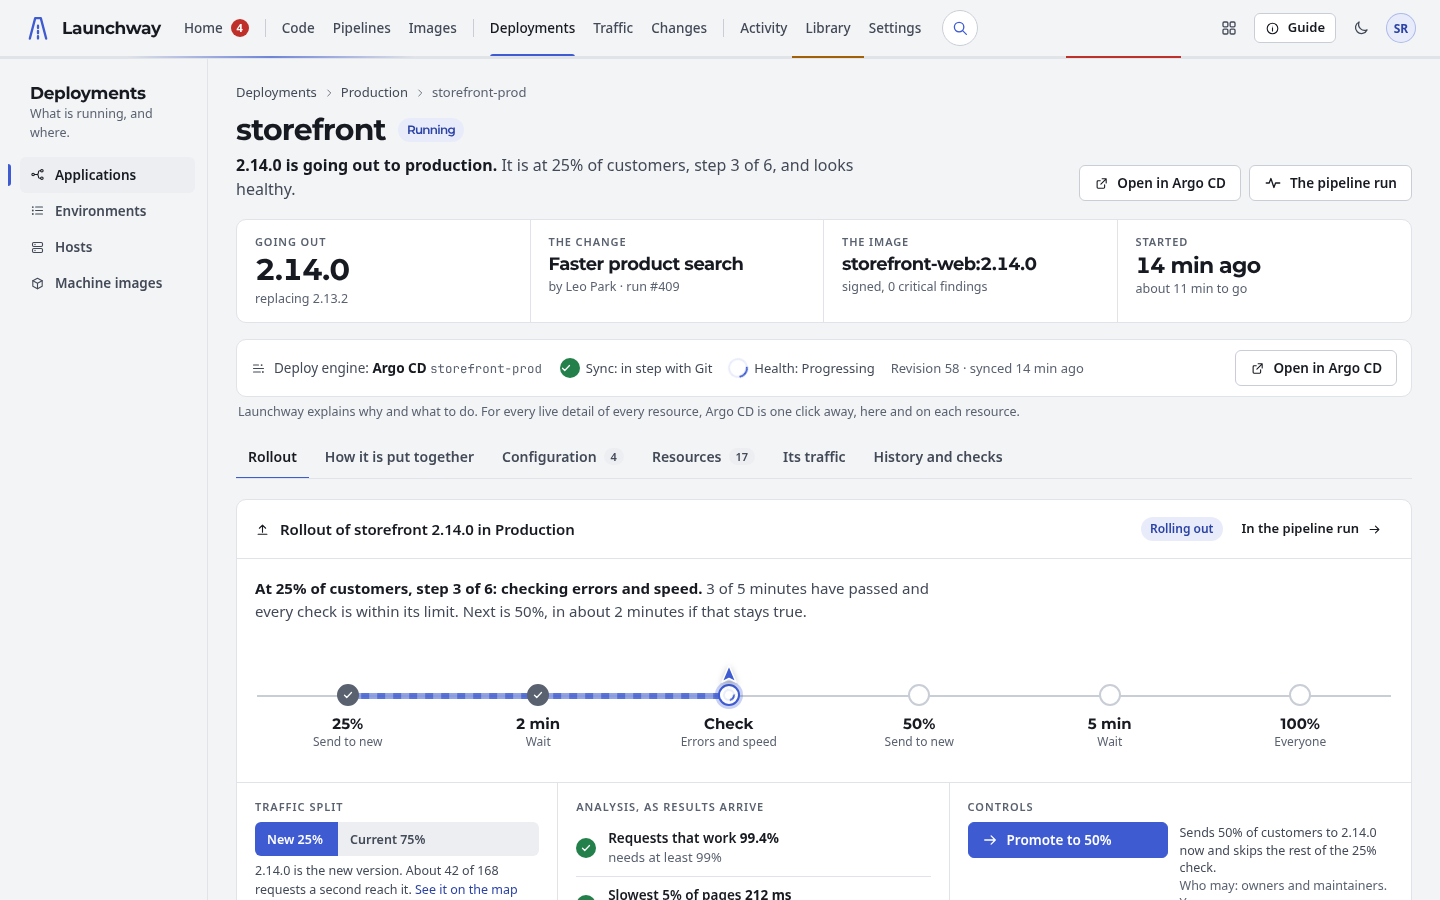 Launchway
Home 4
Code
Pipelines
Images
Deployments
Traffic
Changes
Activity
Library
Settings
Guide
SR
Deployments
What is running, and
where.
Applications
Environments
Hosts
Machine images
Deployments > Production > storefront-prod
storefront
Running
2.14.0 is going out to production. It is at 25% of customers, step 3 of 6, and looks
healthy.
Open in Argo CD
The pipeline run
GOING OUT
2.14.0
replacing 2.13.2
THE CHANGE
Faster product search
by Leo Park · run #409
THE IMAGE
storefront-web:2.14.0
signed, 0 critical findings
STARTED
14 min ago
about 11 min to go
Deploy engine: Argo CD storefront-prod
Sync: in step with Git
Health: Progressing
Revision 58 · synced 14 min ago
Open in Argo CD
Launchway explains why and what to do. For every live detail of every resource, Argo CD is one click away, here and on each resource.
Rollout
How it is put together
Configuration 4
Resources 17
Its traffic
History and checks
Rollout of storefront 2.14.0 in Production
Rolling out
In the pipeline run
At 25% of customers, step 3 of 6: checking errors and speed. 3 of 5 minutes have passed and
every check is within its limit. Next is 50%, in about 2 minutes if that stays true.
25%
Send to new
2 min
Wait
Check
Errors and speed
50%
Send to new
5 min
Wait
100%
Everyone
TRAFFIC SPLIT
New 25%
Current 75%
2.14.0 is the new version. About 42 of 168
requests a second reach it. See it on the map
ANALYSIS, AS RESULTS ARRIVE
Requests that work 99.4%
needs at least 99%
Slowest 5% of pages 212 ms
CONTROLS
Promote to 50%
Sends 50% of customers to 2.14.0
now and skips the rest of the 25%
check.
Who may: owners and maintainers.